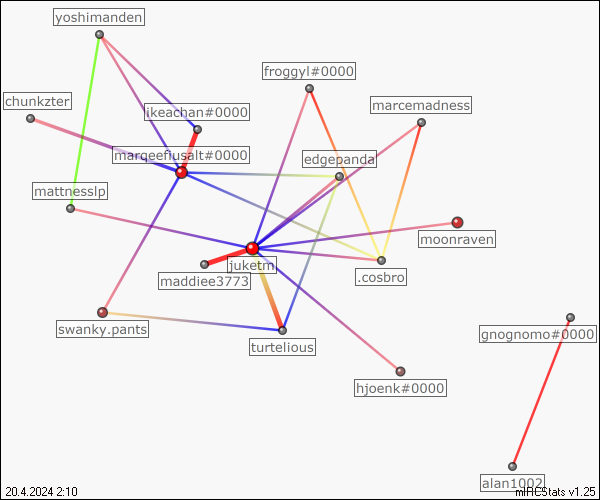 yoshimanden
froggyl#0000
chunkzter
ikeachan#0000
marcemadness
marqeefiusalt#0000
edgepanda
mattnesslp
moonraven
juketm
maddiee3773
.cosbro
swanky.pants
gnognomo#0000
turtelious
hjoenk#0000
alan1002
20.4.2024 2:10
mIRCStats v1.25